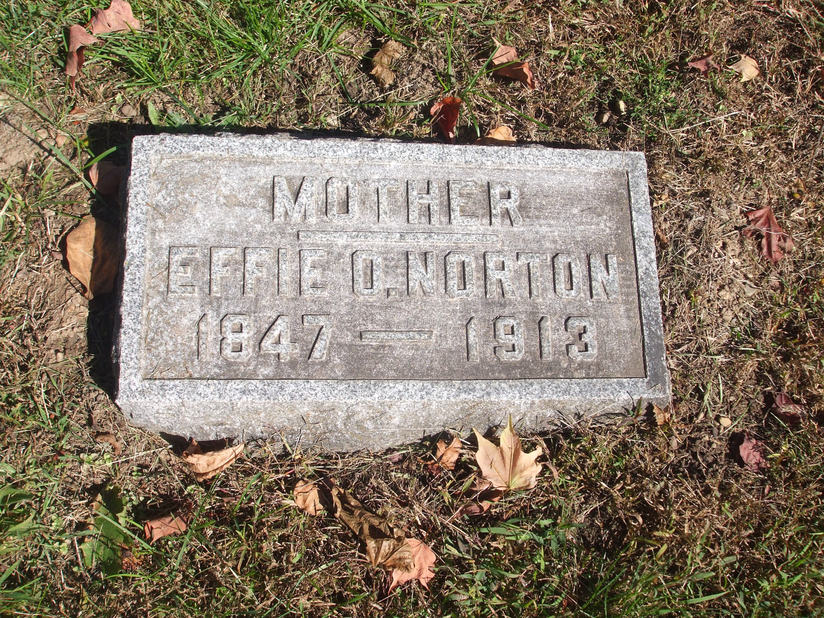 MOTHER
EFFIE O. NORTON
1847 — 1913